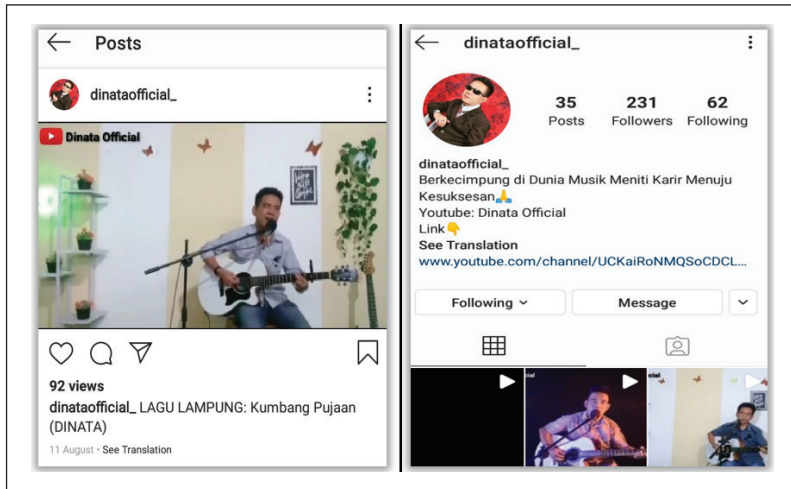 Posts
dinataofficial_
Dinata Official
92 views
dinataofficial_ LAGU LAMPUNG: Kumbang Pujaan
(DINATA)
11 August · See Translation
dinataofficial_
35 231 62
Posts Followers Following
dinataofficial_
Berkecimpung di Dunia Musik Meniti Karir Menuju
Kesuksesan🙏
Youtube: Dinata Official
Link👇
See Translation
www.youtube.com/channel/UCKaiRoNMQSoCDCL...
Following Message